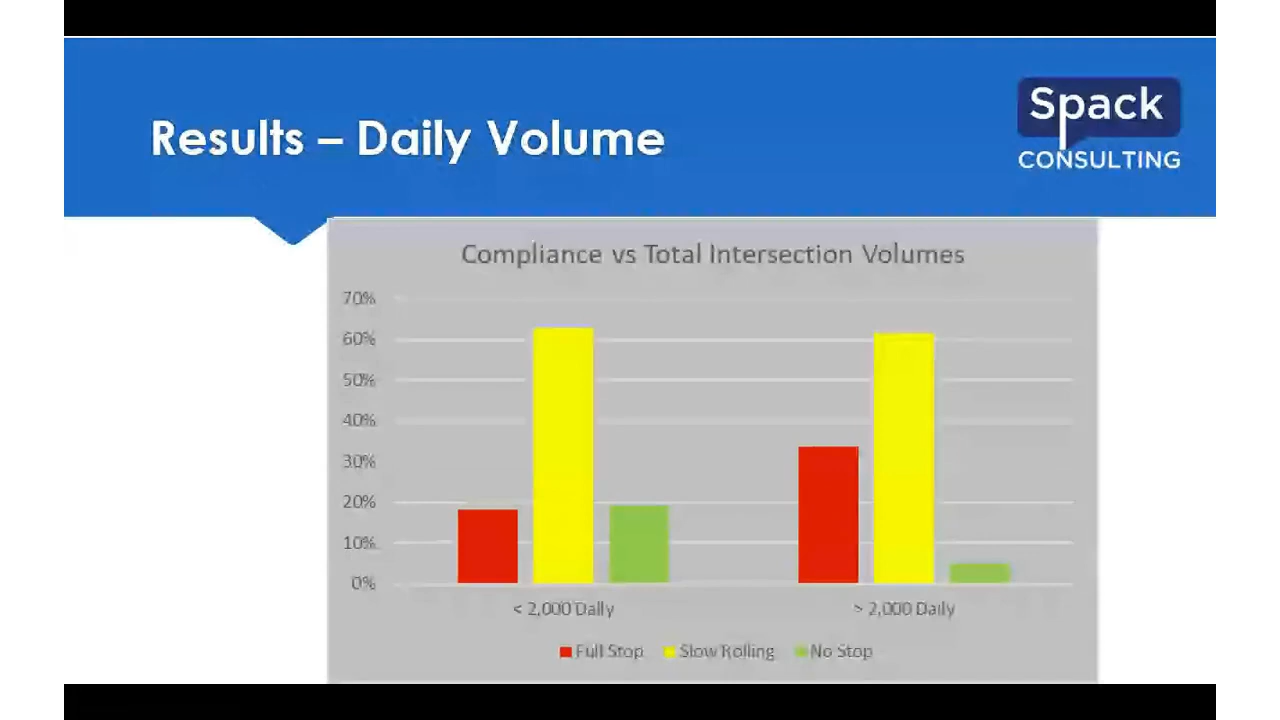 Results – Daily Volume
Spack
CONSULTING
Compliance vs Total Intersection Volumes
70%
60%
50%
40%
30%
20%
10%
0%
< 2,000 Daily
> 2,000 Daily
Full Stop
Slow Rolling
No Stop